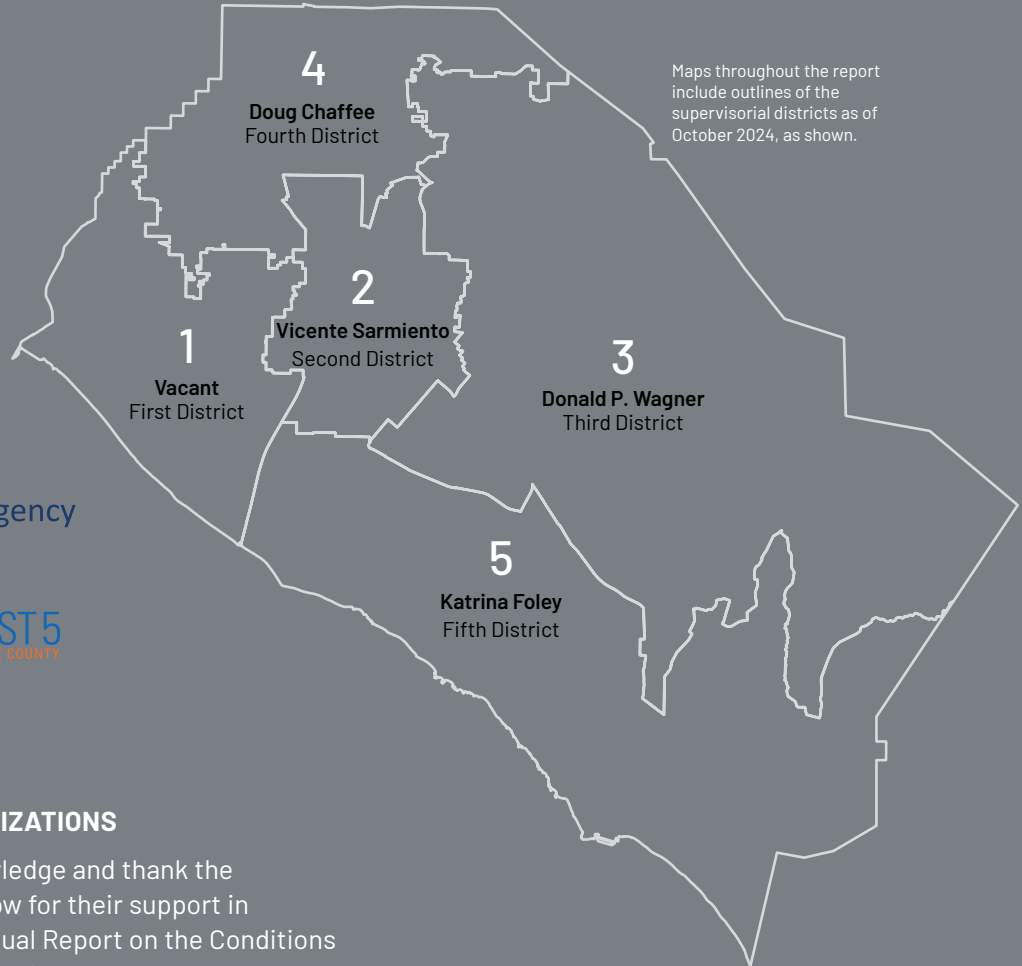 4
Doug Chaffee
Fourth District
Maps throughout the report
include outlines of the
supervisorial districts as of
October 2024, as shown.
2
Vicente Sarmiento
Second District
1
Vacant
First District
3
Donald P. Wagner
Third District
gency
5
Katrina Foley
Fifth District
ST 5
E COUNTY
IZATIONS
ledge and thank the
ow for their support in
ual Report on the Conditions